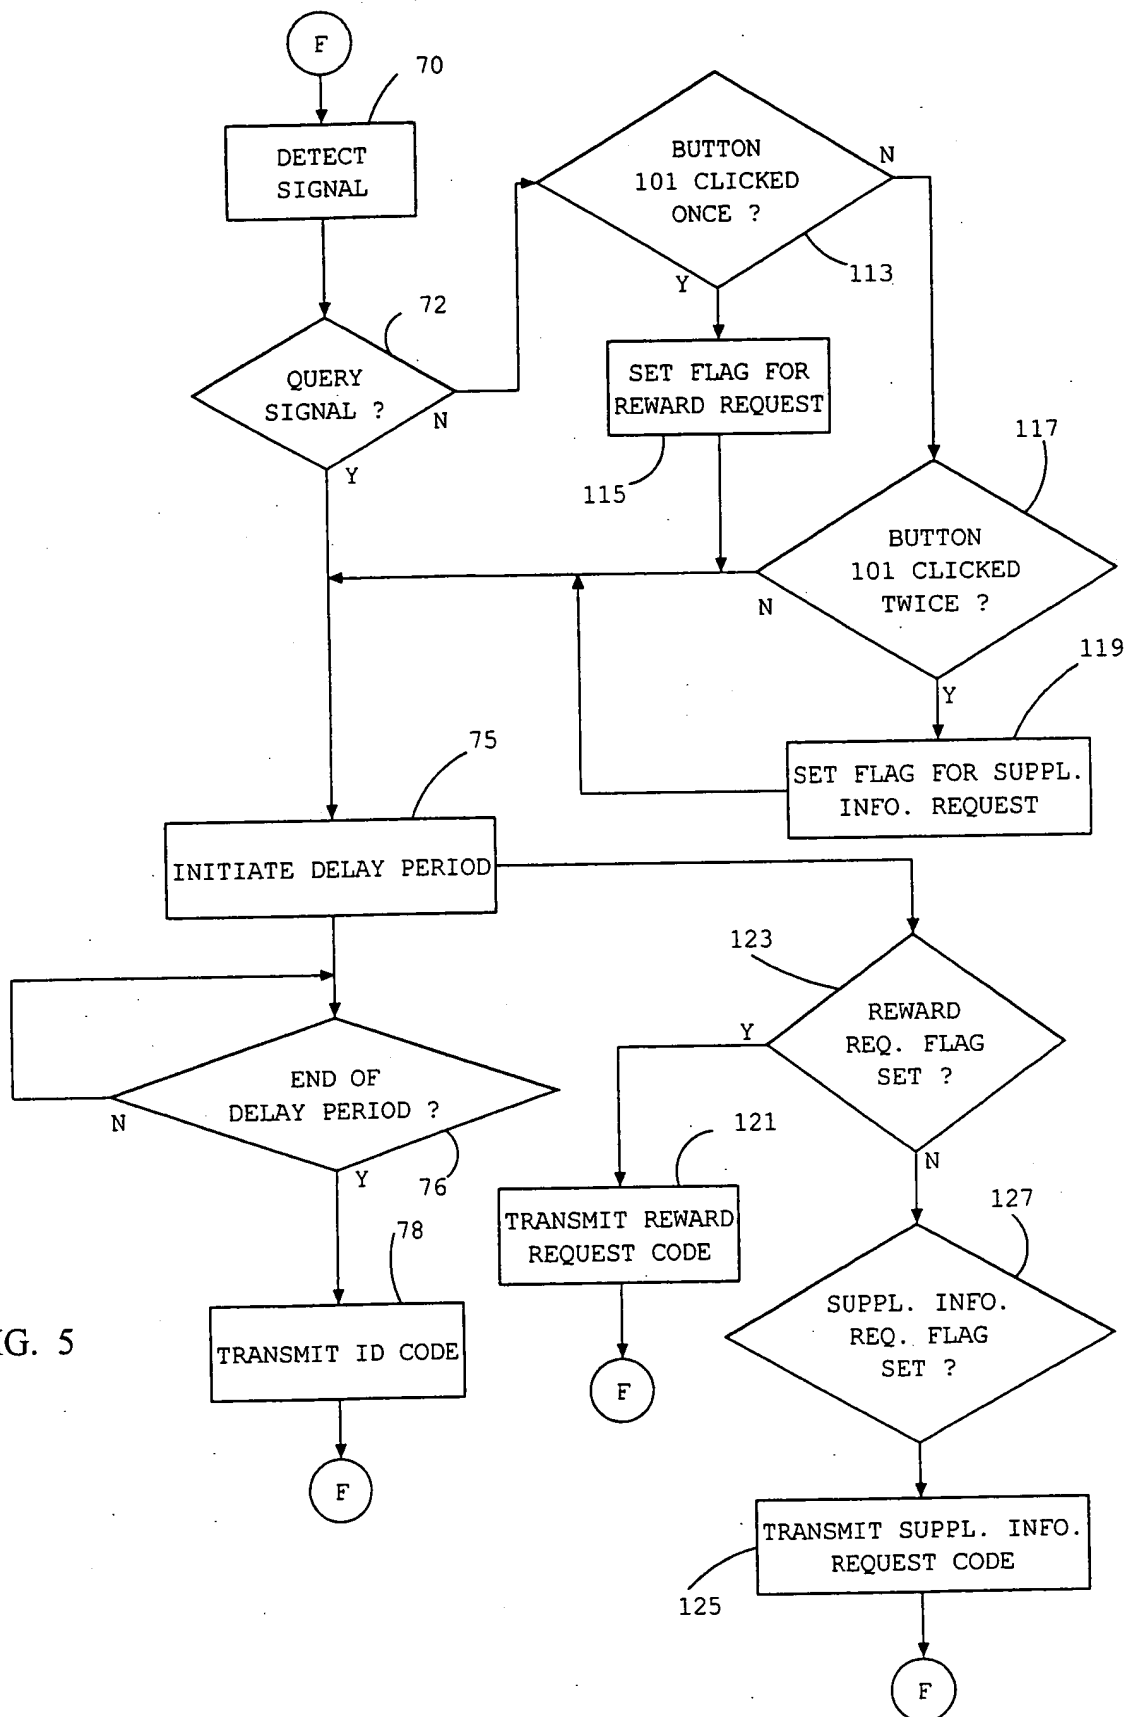 F
70
DETECT
SIGNAL
BUTTON
101 CLICKED
ONCE ?
N
113
Y
72
QUERY
SIGNAL ?
N
Y
SET FLAG FOR
REWARD REQUEST
115
117
BUTTON
101 CLICKED
TWICE ?
N
Y
119
SET FLAG FOR SUPPL.
INFO. REQUEST
75
INITIATE DELAY PERIOD
123
REWARD
REQ. FLAG
SET ?
Y
N
END OF
DELAY PERIOD ?
N
Y
76
121
TRANSMIT REWARD
REQUEST CODE
F
127
SUPPL. INFO.
REQ. FLAG
SET ?
78
TRANSMIT ID CODE
F
IG. 5
TRANSMIT SUPPL. INFO.
REQUEST CODE
125
F